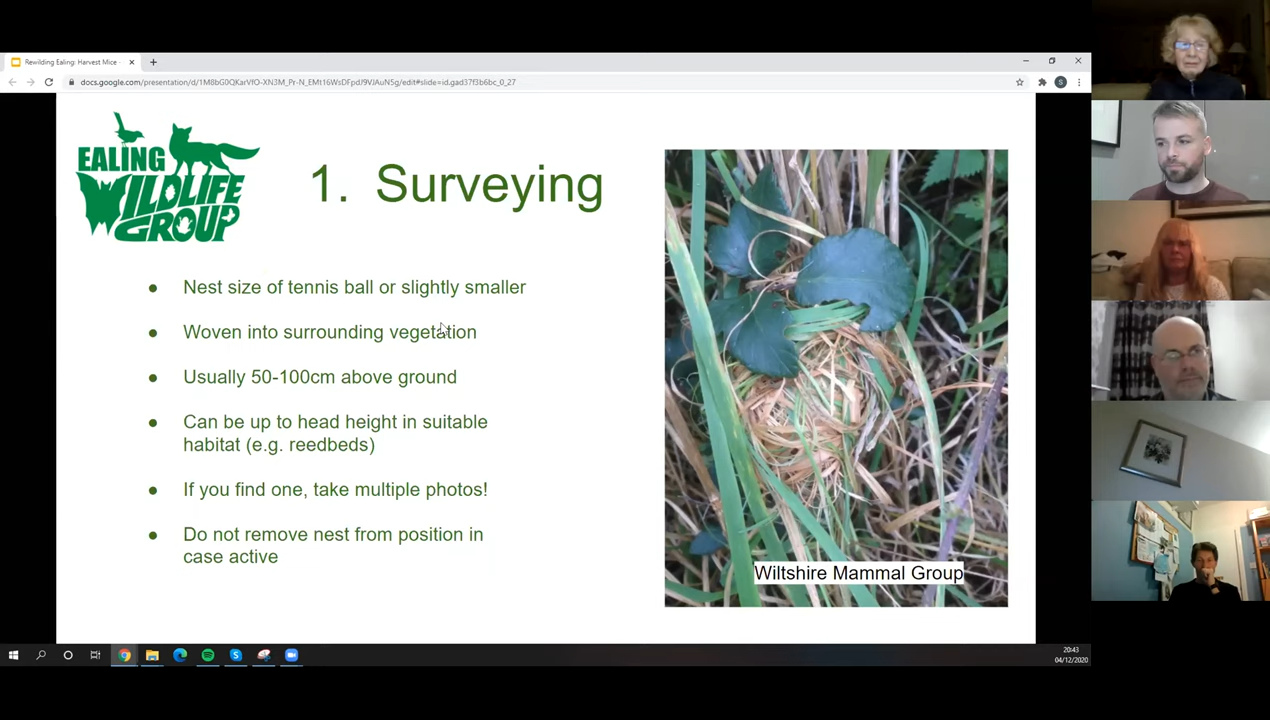 Rewilding Ealing: Harvest Mice -
docs.google.com/presentation/d/1M8bG0QKarVfO-XN3M_Pr-N_EMt16WsDFpdJ9VJAuN5g/edit#slide=id.gad37f3b6bc_0_27
EALING
WILDLIFE
GROUP
1. Surveying
● Nest size of tennis ball or slightly smaller
● Woven into surrounding vegetation
● Usually 50-100cm above ground
● Can be up to head height in suitable
habitat (e.g. reedbeds)
● If you find one, take multiple photos!
● Do not remove nest from position in
case active
Wiltshire Mammal Group
S
20:43
04/12/2020